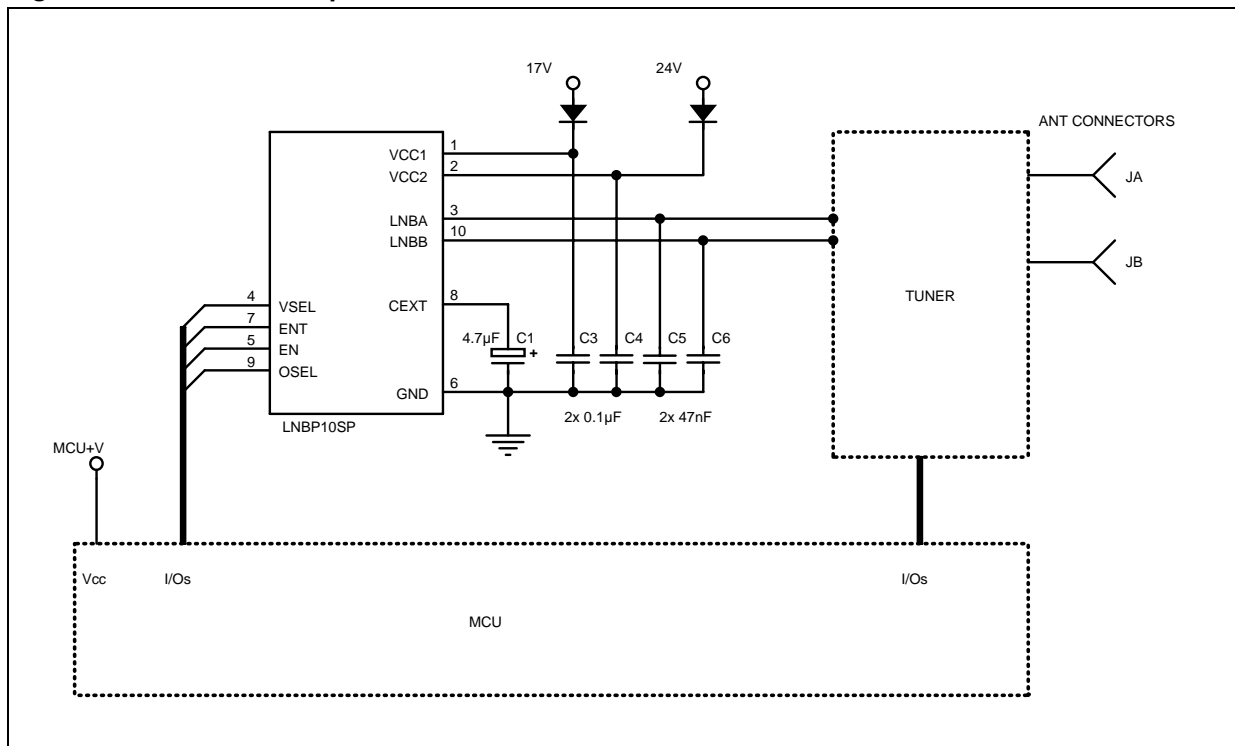 17V
24V
ANT CONNECTORS
VCC1
1
VCC2
2
JA
LNBA
3
LNBB
10
JB
TUNER
4
VSEL
CEXT
8
7
ENT
4.7µF
C1
+
C3
C4
C5
C6
5
EN
9
OSEL
GND
6
2x 0.1µF
2x 47nF
LNBP10SP
MCU+V
Vcc
I/Os
I/Os
MCU